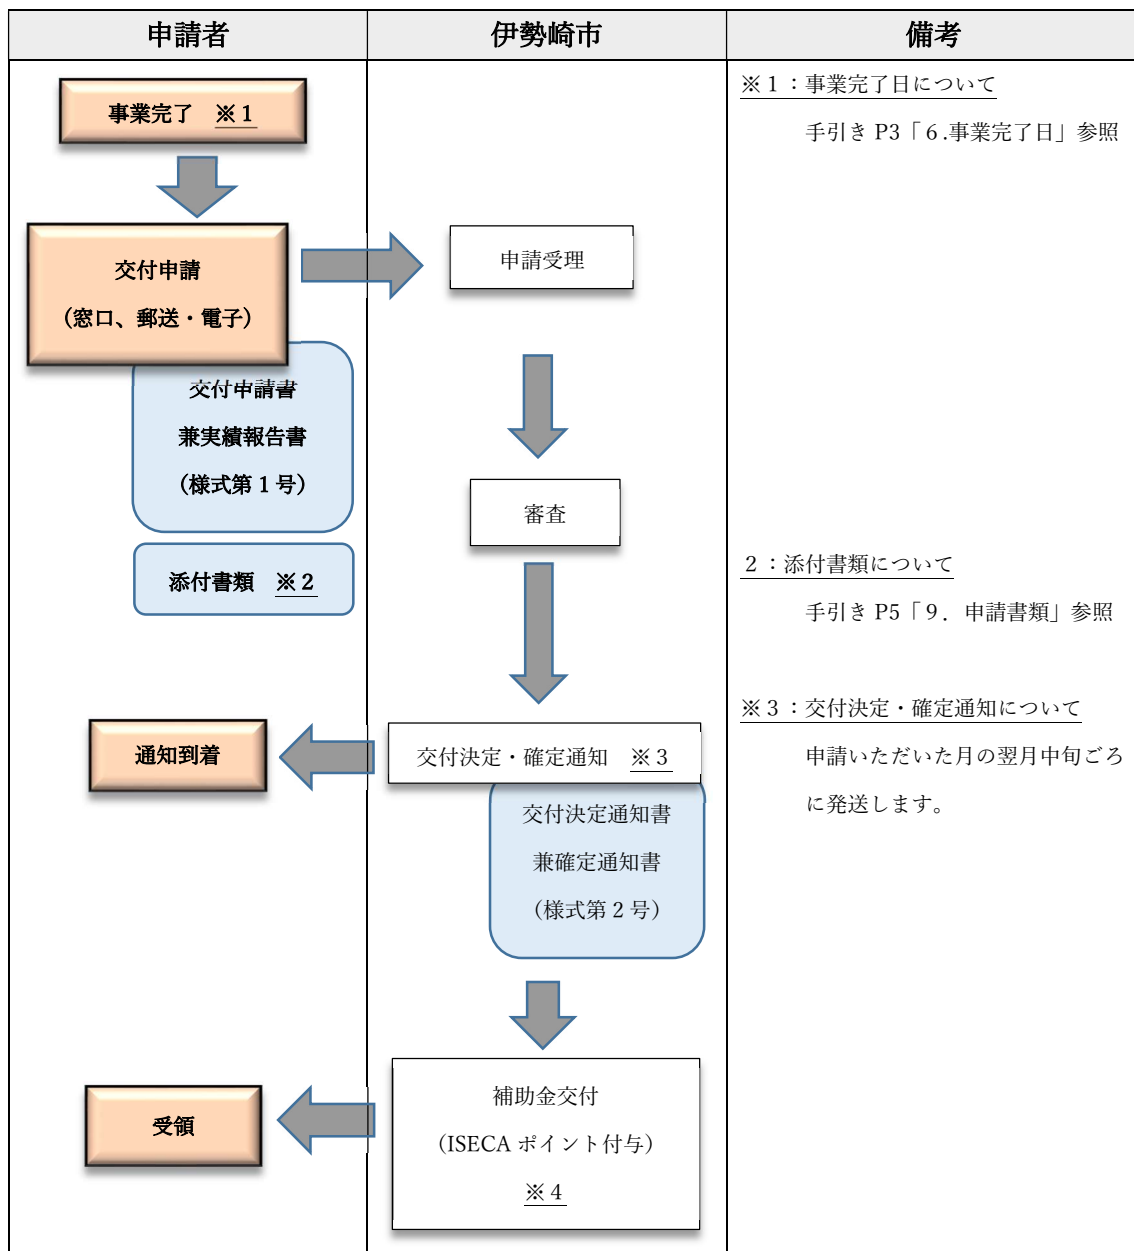 申請者
伊勢崎市
備考
事業完了　※１
※１：事業完了日について
手引き P3「６.事業完了日」参照
交付申請
（窓口、郵送・電子）
申請受理
交付申請書
兼実績報告書
（様式第１号）
審査
添付書類　※２
２：添付書類について
手引き P5「９．申請書類」参照
通知到着
交付決定・確定通知　※３
※３：交付決定・確定通知について
申請いただいた月の翌月中旬ごろ
に発送します。
交付決定通知書
兼確定通知書
（様式第２号）
受領
補助金交付
（ISECA ポイント付与）
※４